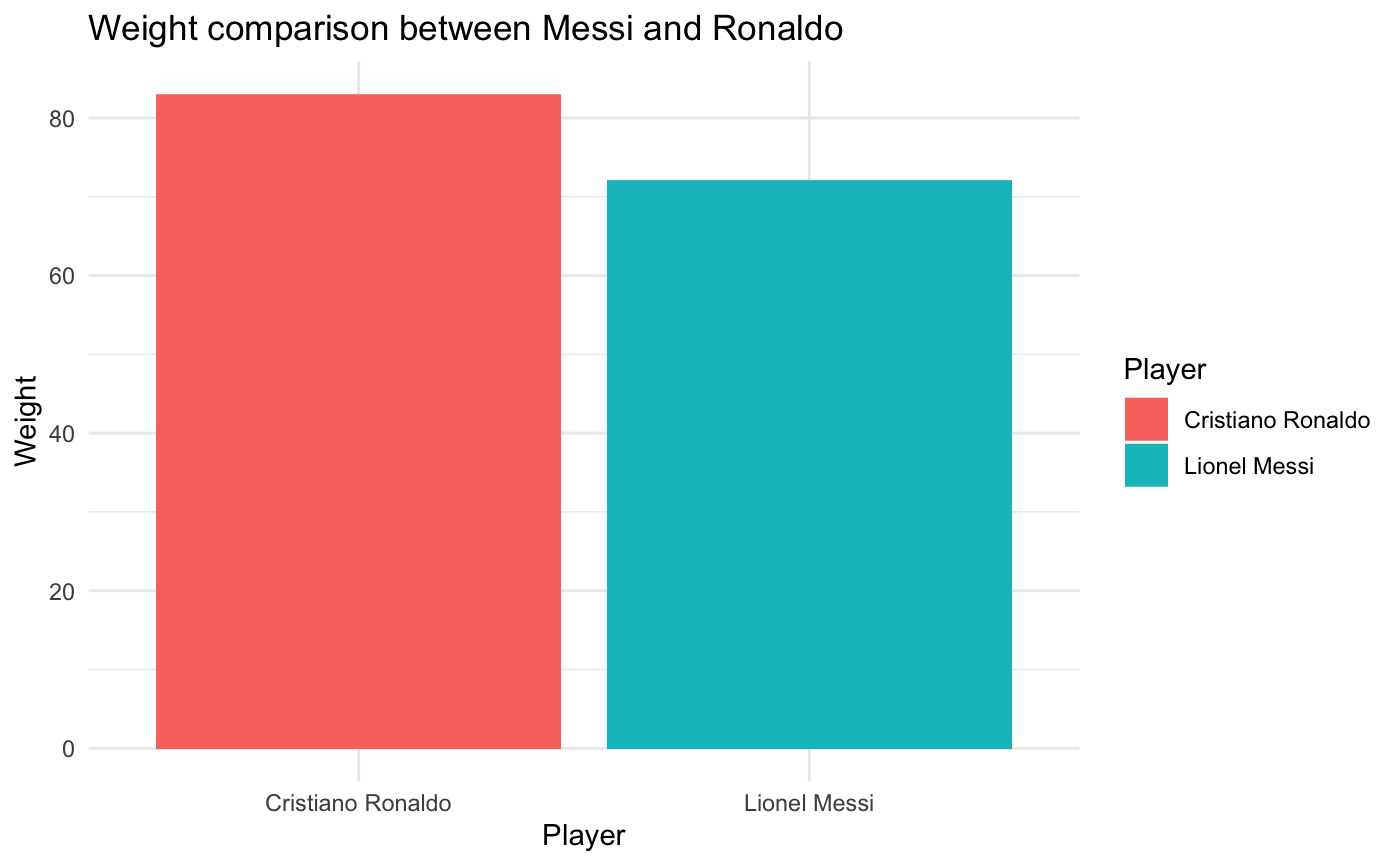 Weight comparison between Messi and Ronaldo
80
60
40
20
0
Weight
Cristiano Ronaldo
Lionel Messi
Player
Player
Cristiano Ronaldo
Lionel Messi